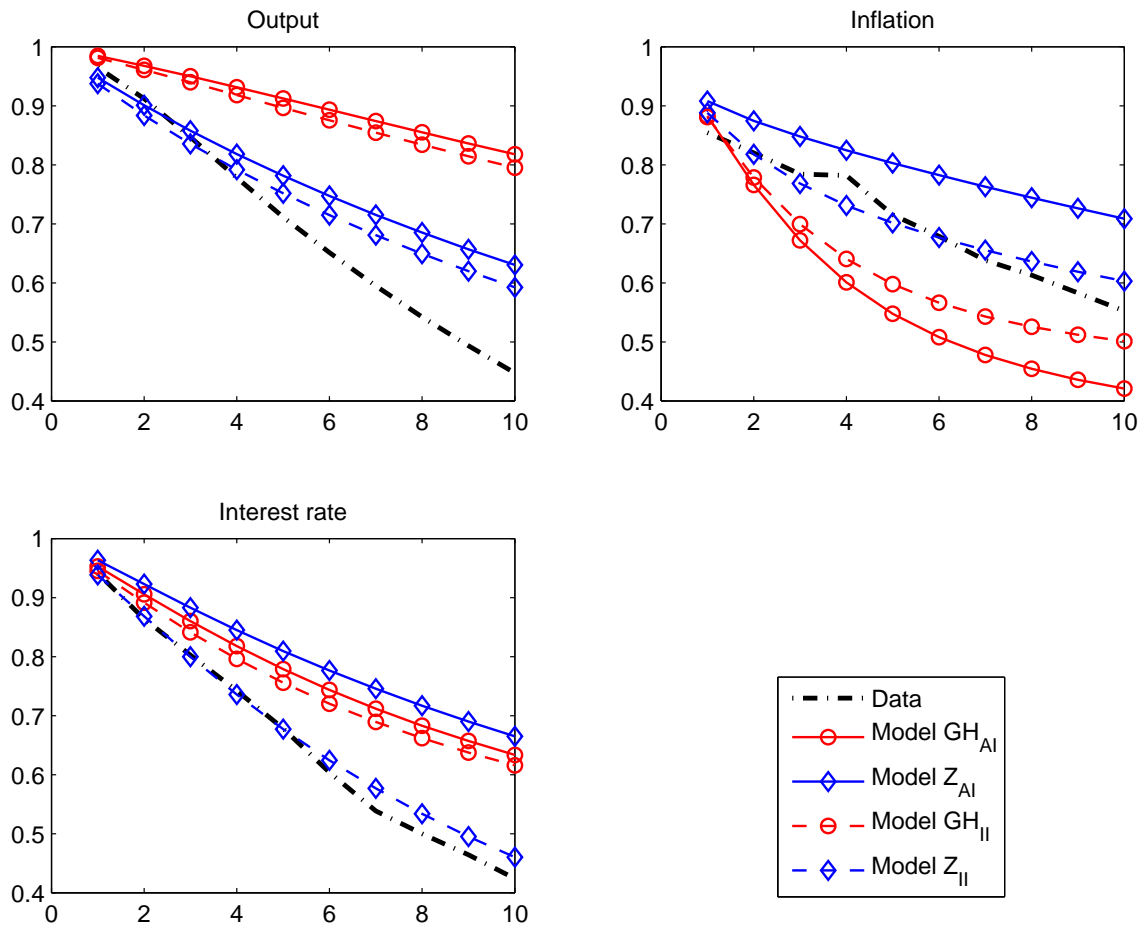 Output
1
0.9
0.8
0.7
0.6
0.5
0.4
0 2 4 6 8 10
Inflation
1
0.9
0.8
0.7
0.6
0.5
0.4
0 2 4 6 8 10
Interest rate
1
0.9
0.8
0.7
0.6
0.5
0.4
0 2 4 6 8 10
Data
Model GH_AI
Model Z_AI
Model GH_II
Model Z_II